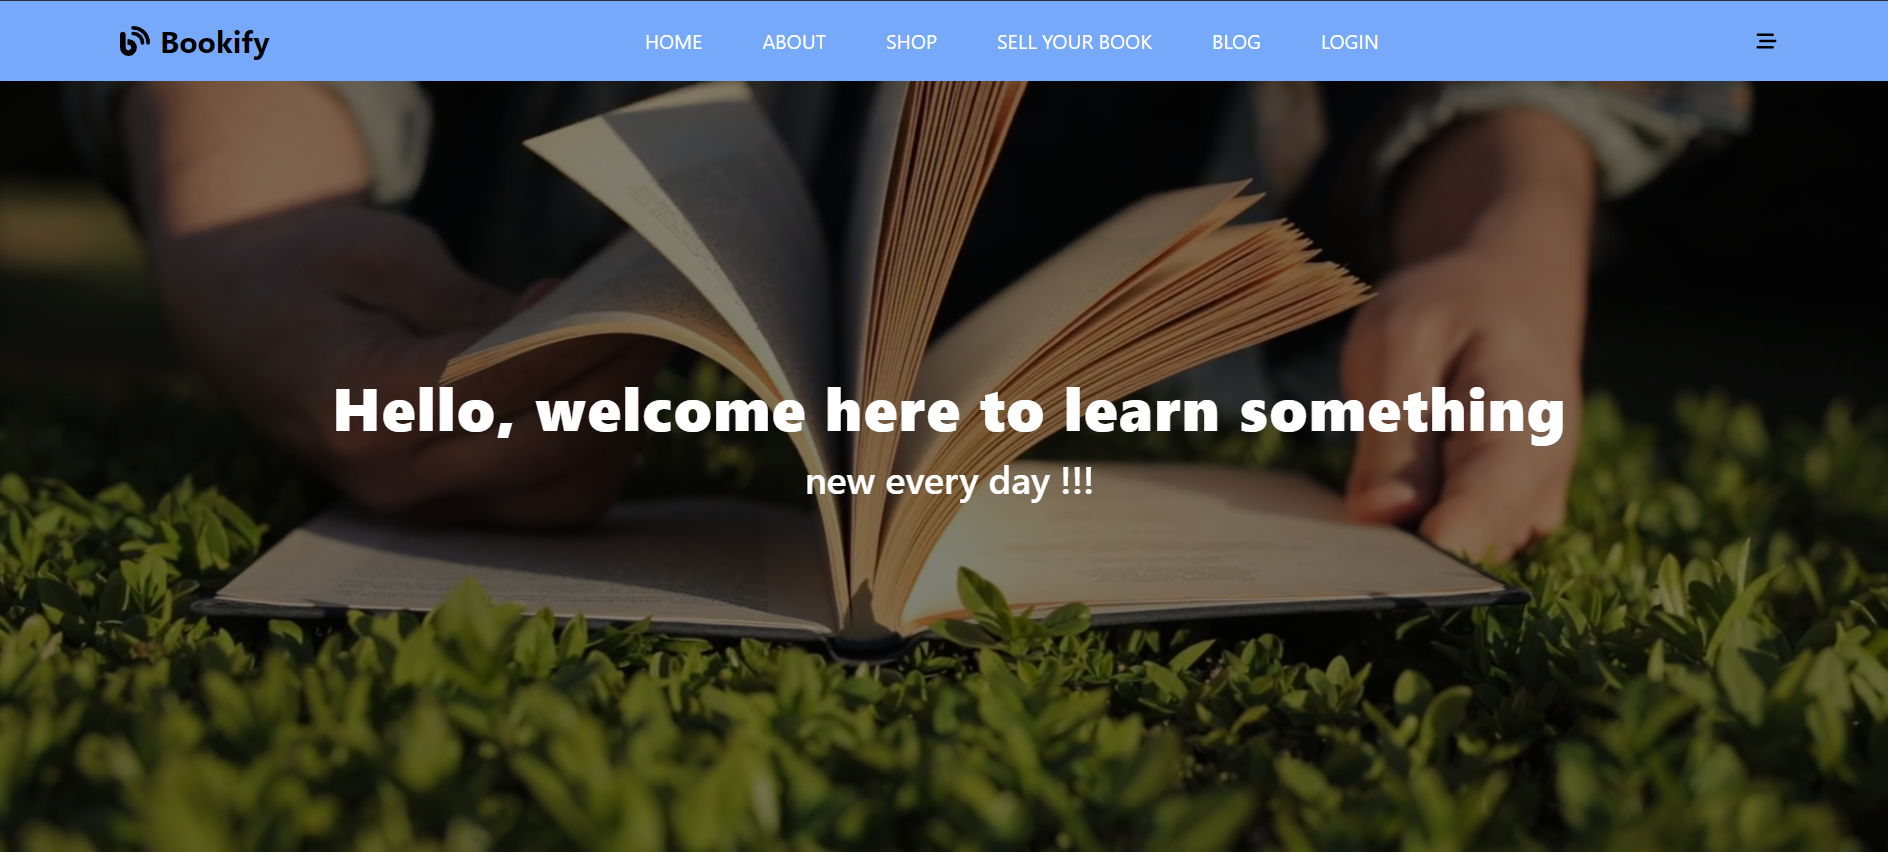 Bookify
HOME ABOUT SHOP SELL YOUR BOOK BLOG LOGIN
Hello, welcome here to learn something
new every day !!!